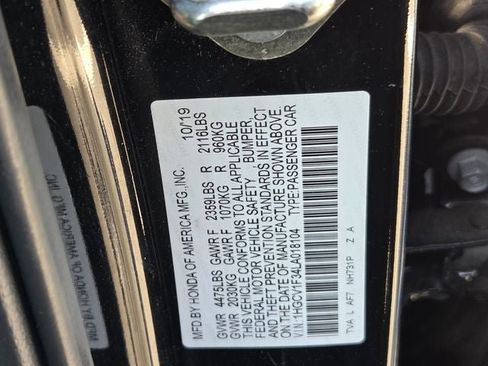 MFD BY HONDA OF AMERICA MFG., INC. 10/19
GVWR 4475LBS GAWR F 2359LBS R 2116LBS
GVWR 2030KG GAWR F 1070KG R 960KG
THIS VEHICLE CONFORMS TO ALL APPLICABLE
FEDERAL MOTOR VEHICLE SAFETY, BUMPER,
AND THEFT PREVENTION STANDARDS IN EFFECT
ON THE DATE OF MANUFACTURE SHOWN ABOVE.
V.I.N: 1HGCV1F34LA018104 TYPE:PASSENGER CAR
TVA L AF7 NH731P Z A